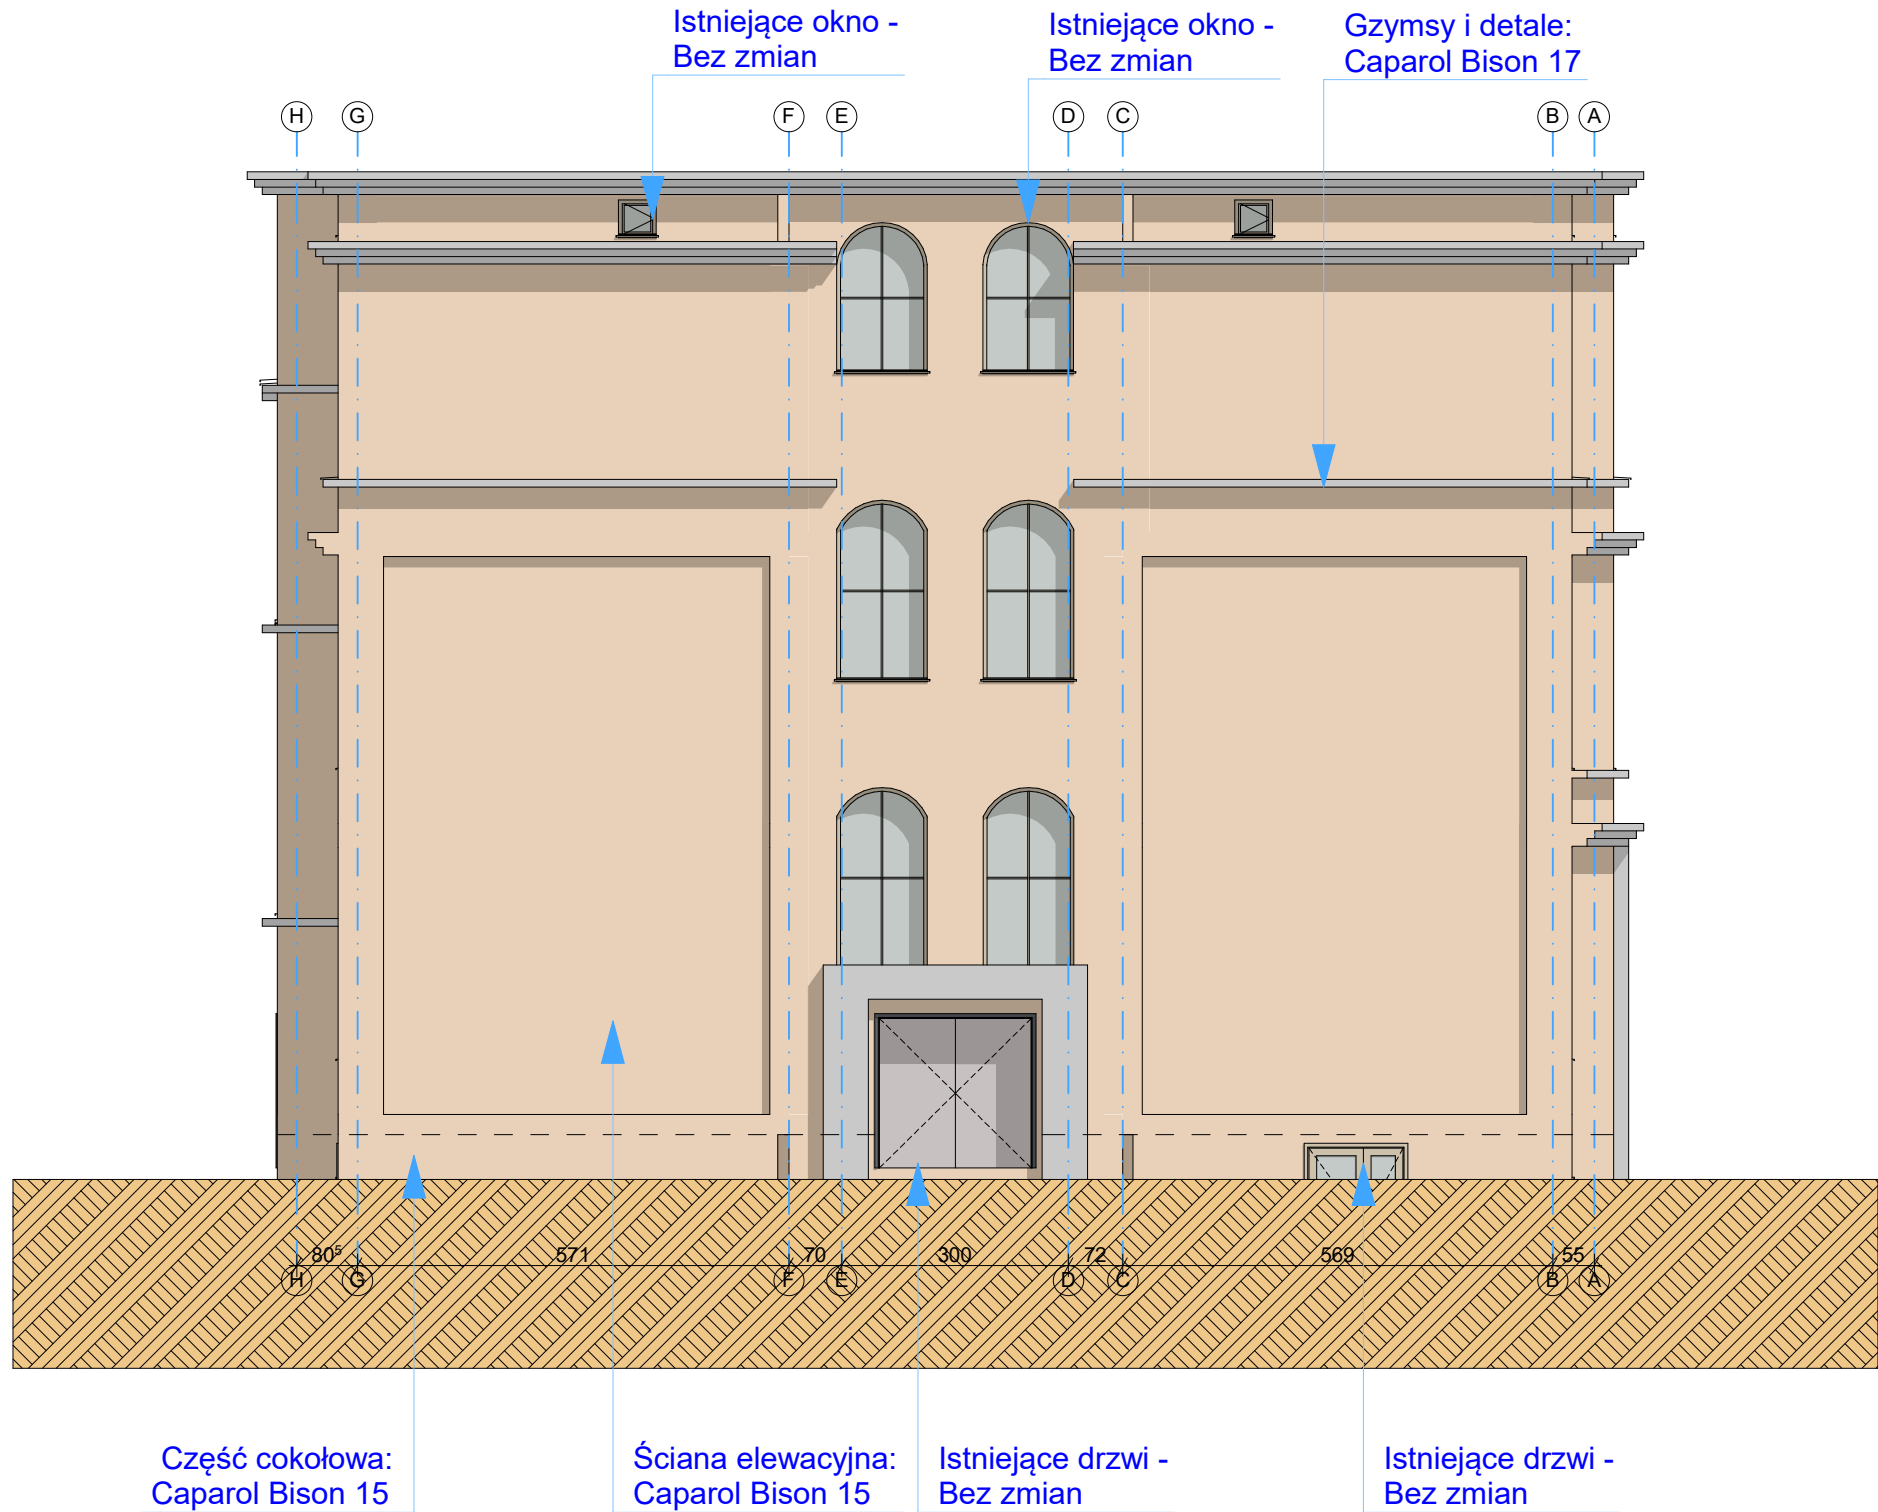 Istniejące okno -
Bez zmian
Istniejące okno -
Bez zmian
Gzymsy i detale:
Caparol Bison 17
H G F E D C B A
80⁵ 571 70 300 72 569 55
H G F E D C B A
Część cokołowa:
Caparol Bison 15
Ściana elewacyjna:
Caparol Bison 15
Istniejące drzwi -
Bez zmian
Istniejące drzwi -
Bez zmian